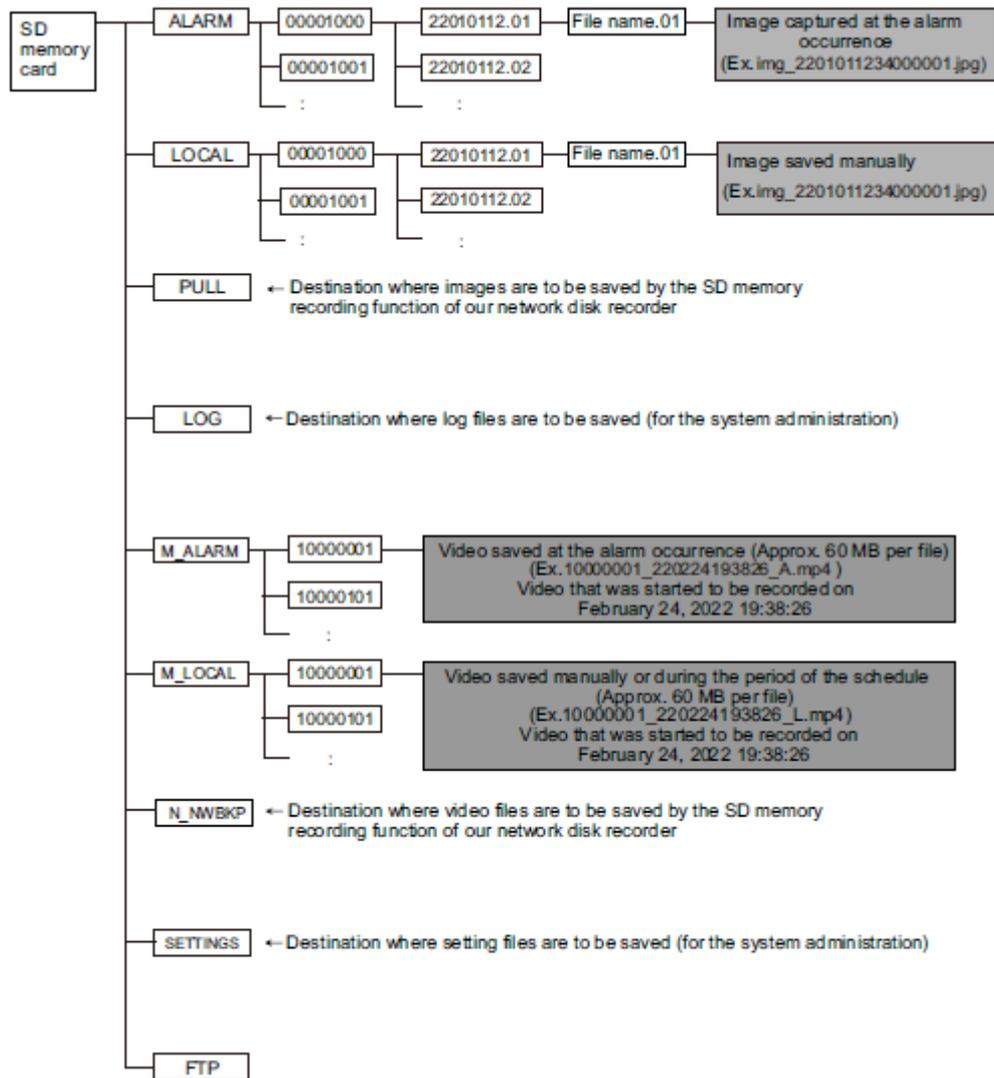 SD
memory
card
ALARM
00001000
22010112.01
File name.01
Image captured at the alarm
occurrence
(Ex.img_2201011234000001.jpg)
00001001
22010112.02
:
:
LOCAL
00001000
22010112.01
File name.01
Image saved manually
(Ex.img_2201011234000001.jpg)
00001001
22010112.02
:
:
PULL
← Destination where images are to be saved by the SD memory
recording function of our network disk recorder
LOG
← Destination where log files are to be saved (for the system administration)
M_ALARM
10000001
Video saved at the alarm occurrence (Approx. 60 MB per file)
(Ex.10000001_220224193826_A.mp4 )
Video that was started to be recorded on
February 24, 2022 19:38:26
10000101
:
M_LOCAL
10000001
Video saved manually or during the period of the schedule
(Approx. 60 MB per file)
(Ex.10000001_220224193826_L.mp4 )
Video that was started to be recorded on
February 24, 2022 19:38:26
10000101
:
N_NWBKP
← Destination where video files are to be saved by the SD memory
recording function of our network disk recorder
SETTINGS
← Destination where setting files are to be saved (for the system administration)
FTP